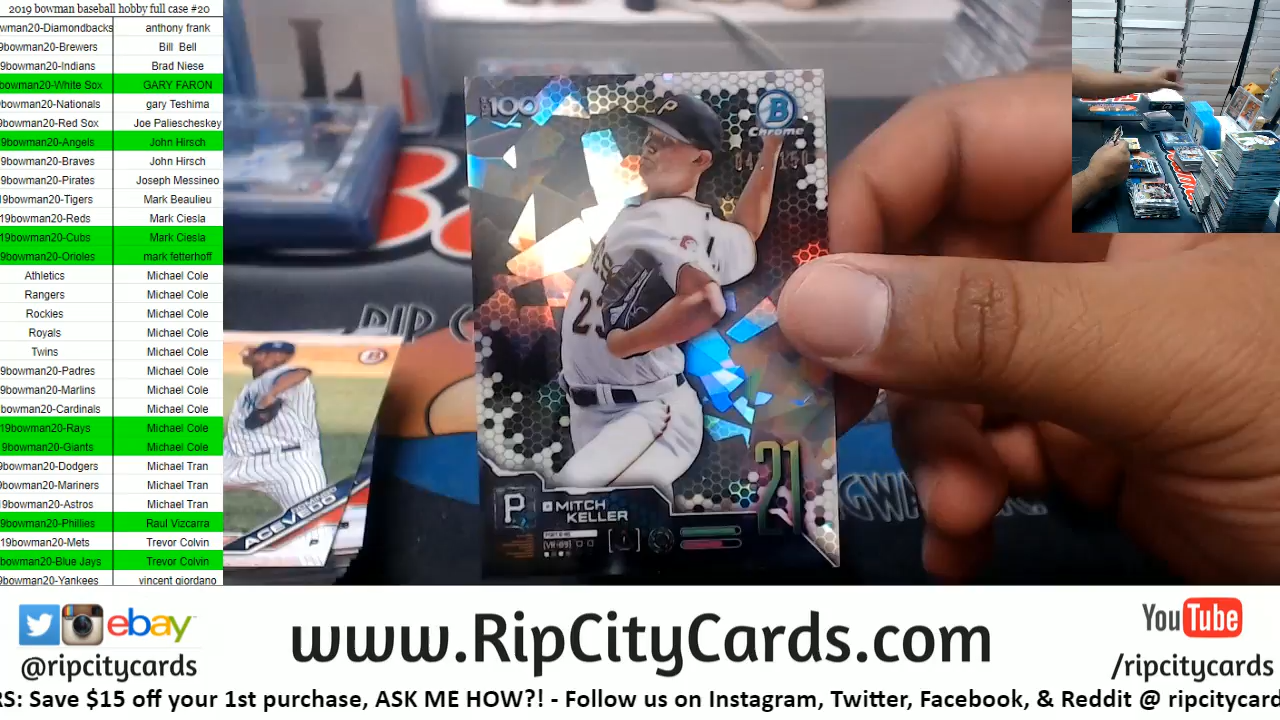 2019 bowman baseball hobby full case #20
wman20-Diamondbacks anthony frank
9bowman20-Brewers Bill Bell
9bowman20-Indians Brad Niese
bowman20-White Sox GARY FARON
9bowman20-Nationals gary Teshima
9bowman20-Red Sox Joe Paliescheskey
9bowman20-Angels John Hirsch
9bowman20-Braves John Hirsch
9bowman20-Pirates Joseph Messineo
9bowman20-Tigers Mark Beaulieu
19bowman20-Reds Mark Ciesla
9bowman20-Cubs Mark Ciesla
9bowman20-Orioles mark fetterhoff
Athletics Michael Cole
Rangers Michael Cole
Rockies Michael Cole
Royals Michael Cole
Twins Michael Cole
9bowman20-Padres Michael Cole
9bowman20-Marlins Michael Cole
bowman20-Cardinals Michael Cole
19bowman20-Rays Michael Cole
9bowman20-Giants Michael Cole
9bowman20-Dodgers Michael Tran
9bowman20-Mariners Michael Tran
19bowman20-Astros Michael Tran
9bowman20-Phillies Raul Vizcarra
19bowman20-Mets Trevor Colvin
bowman20-Blue Jays Trevor Colvin
9bowman20-Yankees vincent giordano
100
B
Chrome
23
21
P
MITCH
KELLER
ACEVEDO
RIP C
ebay
@ripcitycards
www.RipCityCards.com
YouTube
/ripcitycards
RS: Save $15 off your 1st purchase, ASK ME HOW?! - Follow us on Instagram, Twitter, Facebook, & Reddit @ ripcitycard